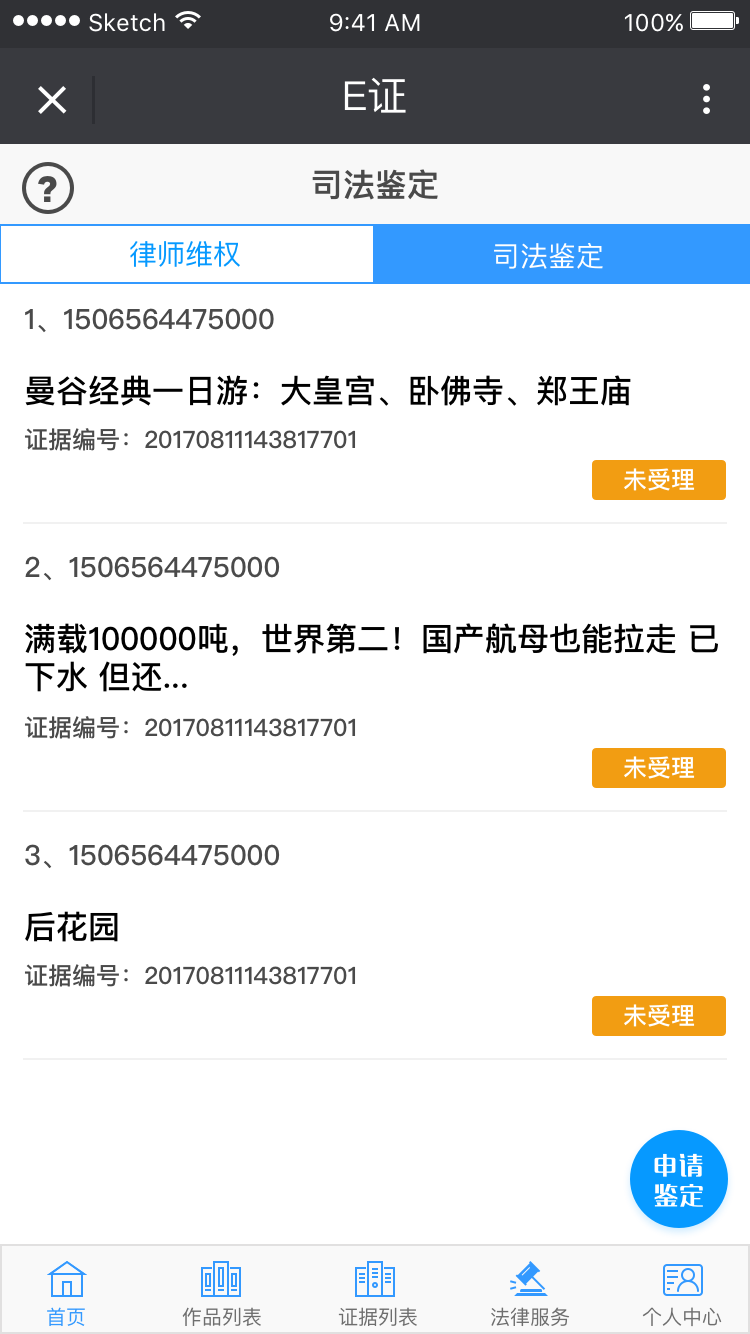 Sketch 9:41 AM 100%
E证
? 司法鉴定
律师维权 司法鉴定
1、1506564475000
曼谷经典一日游：大皇宫、卧佛寺、郑王庙
证据编号：20170811143817701
未受理
2、1506564475000
满载100000吨，世界第二！国产航母也能拉走 已
下水 但还...
证据编号：20170811143817701
未受理
3、1506564475000
后花园
证据编号：20170811143817701
未受理
申请
鉴定
首页 作品列表 证据列表 法律服务 个人中心